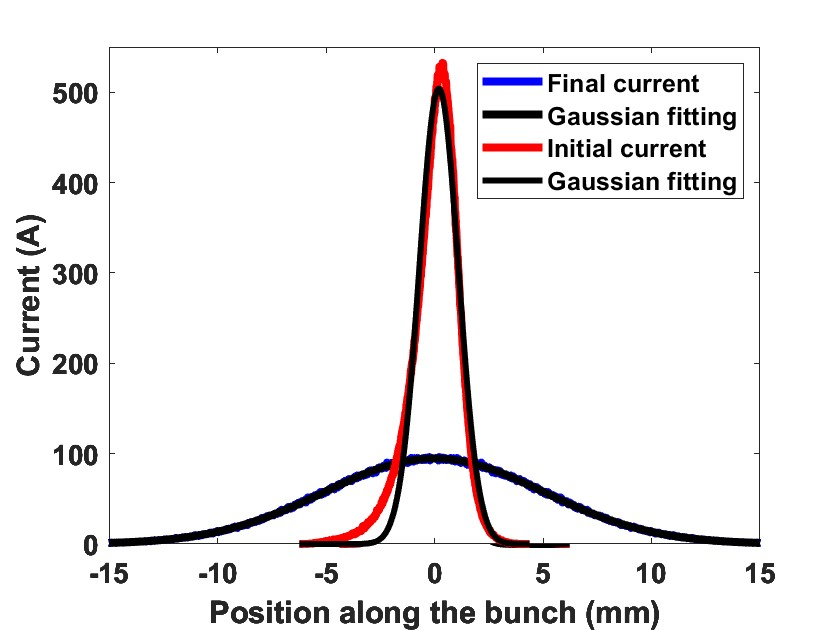 Final current
Gaussian fitting
Initial current
Gaussian fitting
500
400
300
200
100
0
Current (A)
-15 -10 -5 0 5 10 15
Position along the bunch (mm)